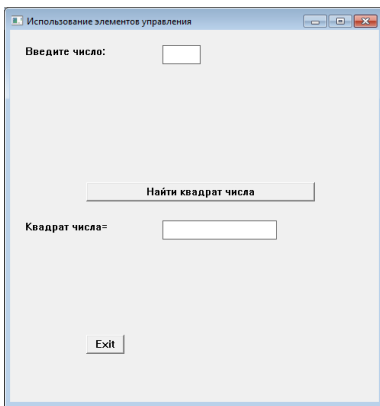 Использование элементов управления
Введите число:
Найти квадрат числа
Квадрат числа=
Exit